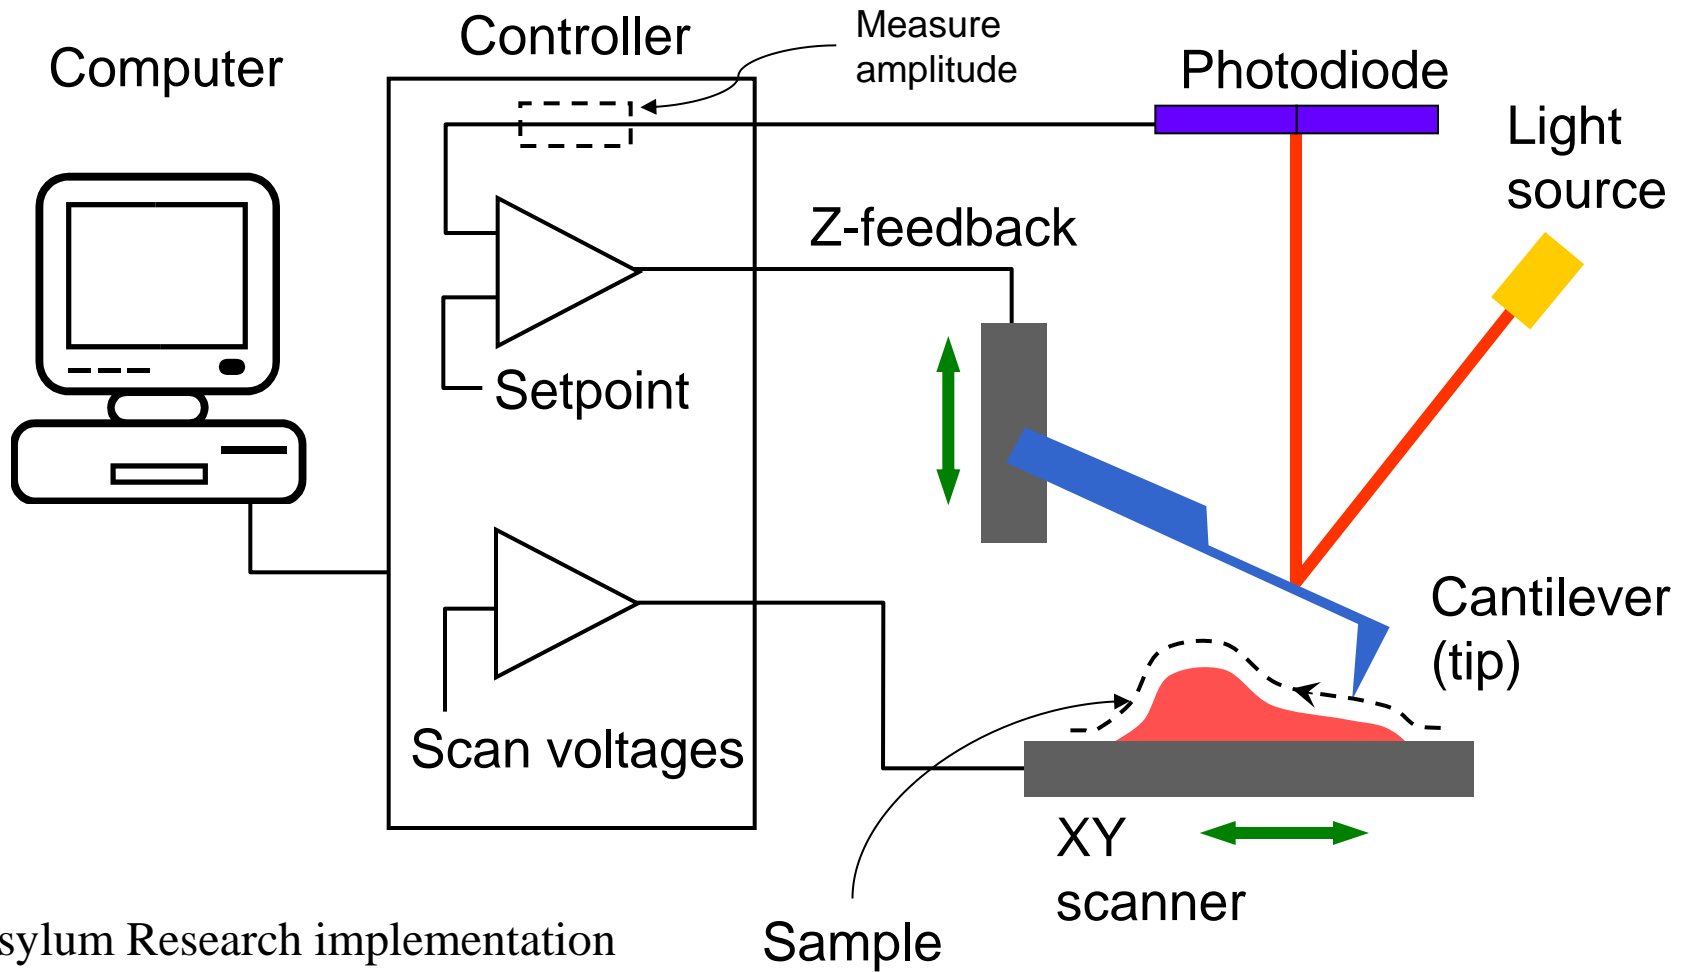 Controller
Measure
amplitude
Computer
Photodiode
Light
source
Z-feedback
Setpoint
Cantilever
(tip)
Scan voltages
XY
scanner
sylum Research implementation
Sample